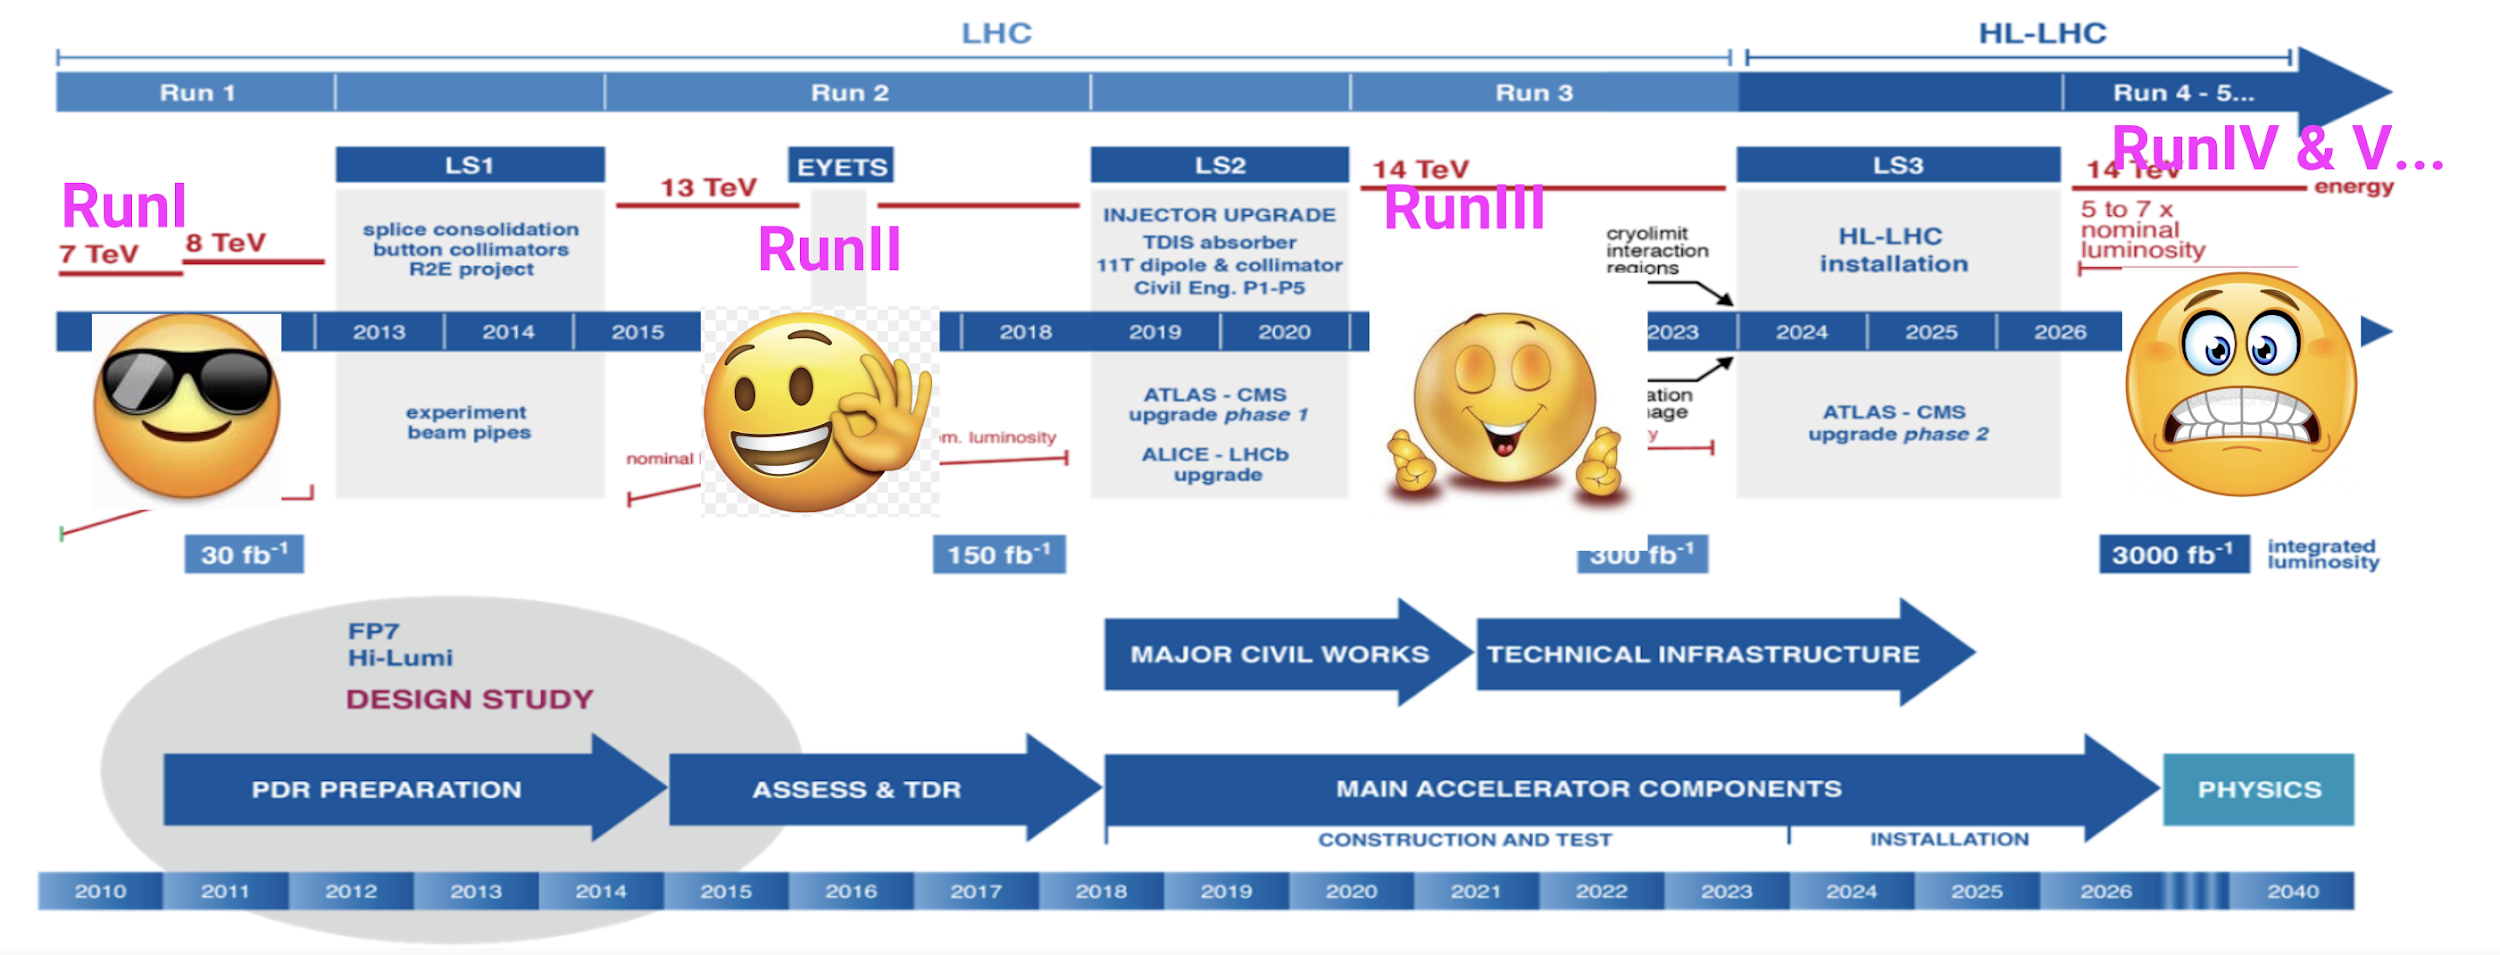 LHC
HL-LHC
Run 1
Run 2
Run 3
Run 4 - 5...
RunI
7 TeV
8 TeV
LS1
splice consolidation
button collimators
R2E project
13 TeV
EYETS
RunII
LS2
INJECTOR UPGRADE
TDIS absorber
11T dipole & collimator
Civil Eng. P1-P5
14 TeV
RunIII
cryolimit
interaction
regions
LS3
HL-LHC
installation
RunIV & V...
14 TeV
energy
5 to 7 x
nominal
luminosity
2013
2014
2015
2018
2019
2020
2023
2024
2025
2026
experiment
beam pipes
nominal
om. luminosity
ATLAS - CMS
upgrade phase 1
ALICE - LHCb
upgrade
ation
age
y
ATLAS - CMS
upgrade phase 2
30 fb⁻¹
150 fb⁻¹
300 fb⁻¹
3000 fb⁻¹
integrated
luminosity
FP7
Hi-Lumi
DESIGN STUDY
MAJOR CIVIL WORKS
TECHNICAL INFRASTRUCTURE
PDR PREPARATION
ASSESS & TDR
MAIN ACCELERATOR COMPONENTS
PHYSICS
CONSTRUCTION AND TEST
INSTALLATION
2010
2011
2012
2013
2014
2015
2016
2017
2018
2019
2020
2021
2022
2023
2024
2025
2026
2040